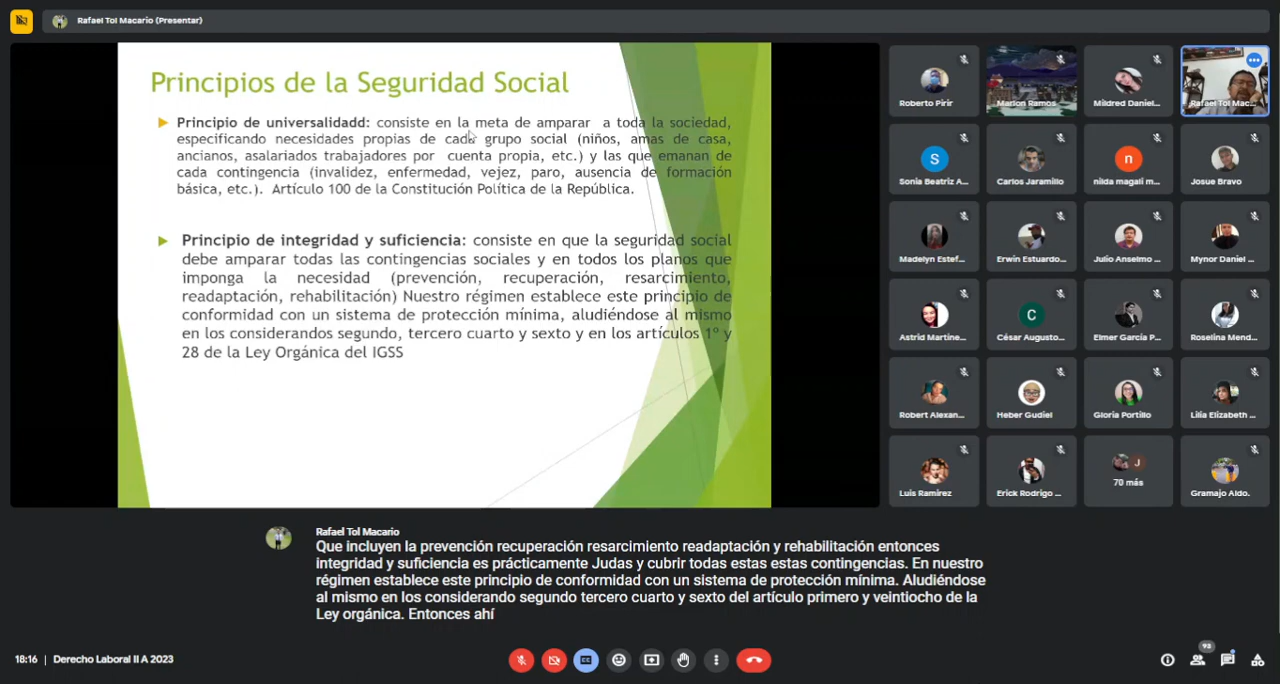 Rafael Tol Macario (Presentar)
Principios de la Seguridad Social
Principio de universalidadd: consiste en la meta de amparar a toda la sociedad,
especificando necesidades propias de cada grupo social (niños, amas de casa,
ancianos, asalariados trabajadores por cuenta propia, etc.) y las que emanan de
cada contingencia (invalidez, enfermedad, vejez, paro, ausencia de formación
básica, etc.). Artículo 100 de la Constitución Política de la República.
Principio de integridad y suficiencia: consiste en que la seguridad social
debe amparar todas las contingencias sociales y en todos los planos que
imponga la necesidad (prevención, recuperación, resarcimiento,
readaptación, rehabilitación) Nuestro régimen establece este principio de
conformidad con un sistema de protección mínima, aludiéndose al mismo
en los considerandos segundo, tercero cuarto y sexto y en los artículos 1º y
28 de la Ley Orgánica del IGSS
Roberto Pirir
Marlon Ramos
Mildred Daniel...
Rafael Tol Mac...
S
Sonia Beatriz A...
Carlos Jaramillo
n
nilda magali m...
Josue Bravo
Madelyn Estef...
Erwin Estuardo...
Julio Anselmo ...
Mynor Daniel ...
Astrid Martíne...
C
César Augusto...
Elmer García P...
Roselina Mend...
Robert Alexan...
Heber Gudiel
Gloria Portillo
Lilia Elizabeth ...
Luis Ramirez
Erick Rodrigo ...
J
70 más
Gramajo Aldo.
Rafael Tol Macario
Que incluyen la prevención recuperación resarcimiento readaptación y rehabilitación entonces
integridad y suficiencia es prácticamente Judas y cubrir todas estas estas contingencias. En nuestro
régimen establece este principio de conformidad con un sistema de protección mínima. Aludiéndose
al mismo en los considerando segundo tercero cuarto y sexto del artículo primero y veintiocho de la
Ley orgánica. Entonces ahí
18:16 | Derecho Laboral II A 2023
CC
93